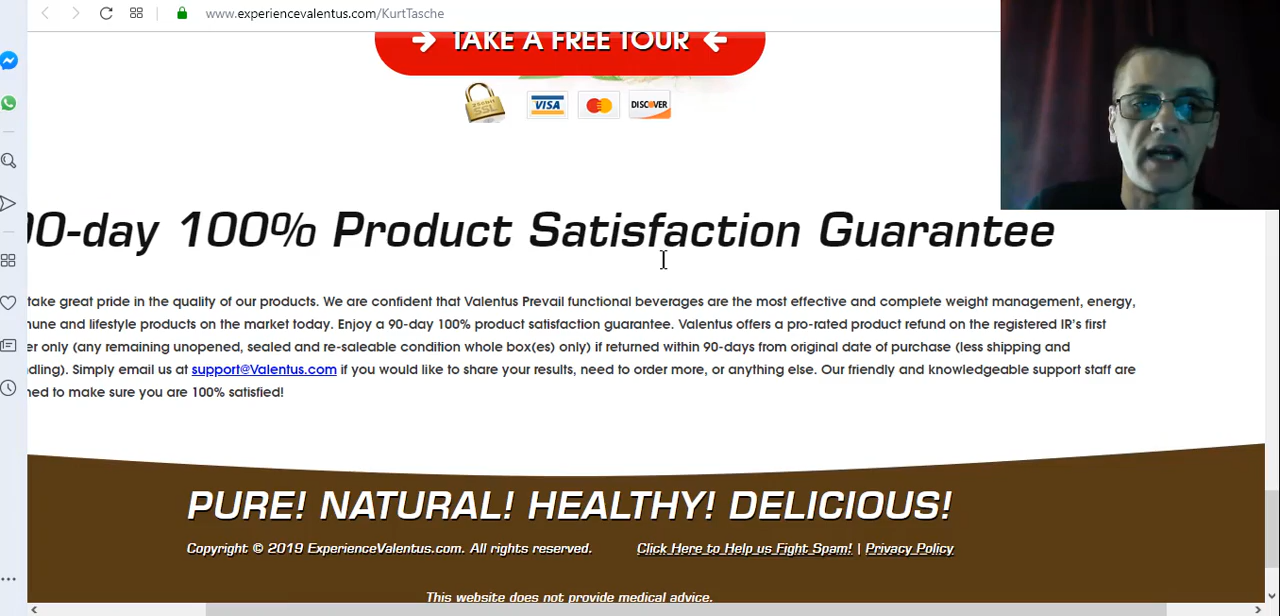 www.experiencevalentus.com/KurtTasche
TAKE A FREE TOUR
SSL
VISA
DISCOVER
0-day 100% Product Satisfaction Guarantee
take great pride in the quality of our products. We are confident that Valentus Prevail functional beverages are the most effective and complete weight management, energy,
une and lifestyle products on the market today. Enjoy a 90-day 100% product satisfaction guarantee. Valentus offers a pro-rated product refund on the registered IR's first
er only (any remaining unopened, sealed and re-saleable condition whole box(es) only) if returned within 90-days from original date of purchase (less shipping and
dling). Simply email us at support@Valentus.com if you would like to share your results, need to order more, or anything else. Our friendly and knowledgeable support staff are
ned to make sure you are 100% satisfied!
PURE! NATURAL! HEALTHY! DELICIOUS!
Copyright © 2019 ExperienceValentus.com. All rights reserved. Click Here to Help us Fight Spam! | Privacy Policy
This website does not provide medical advice.